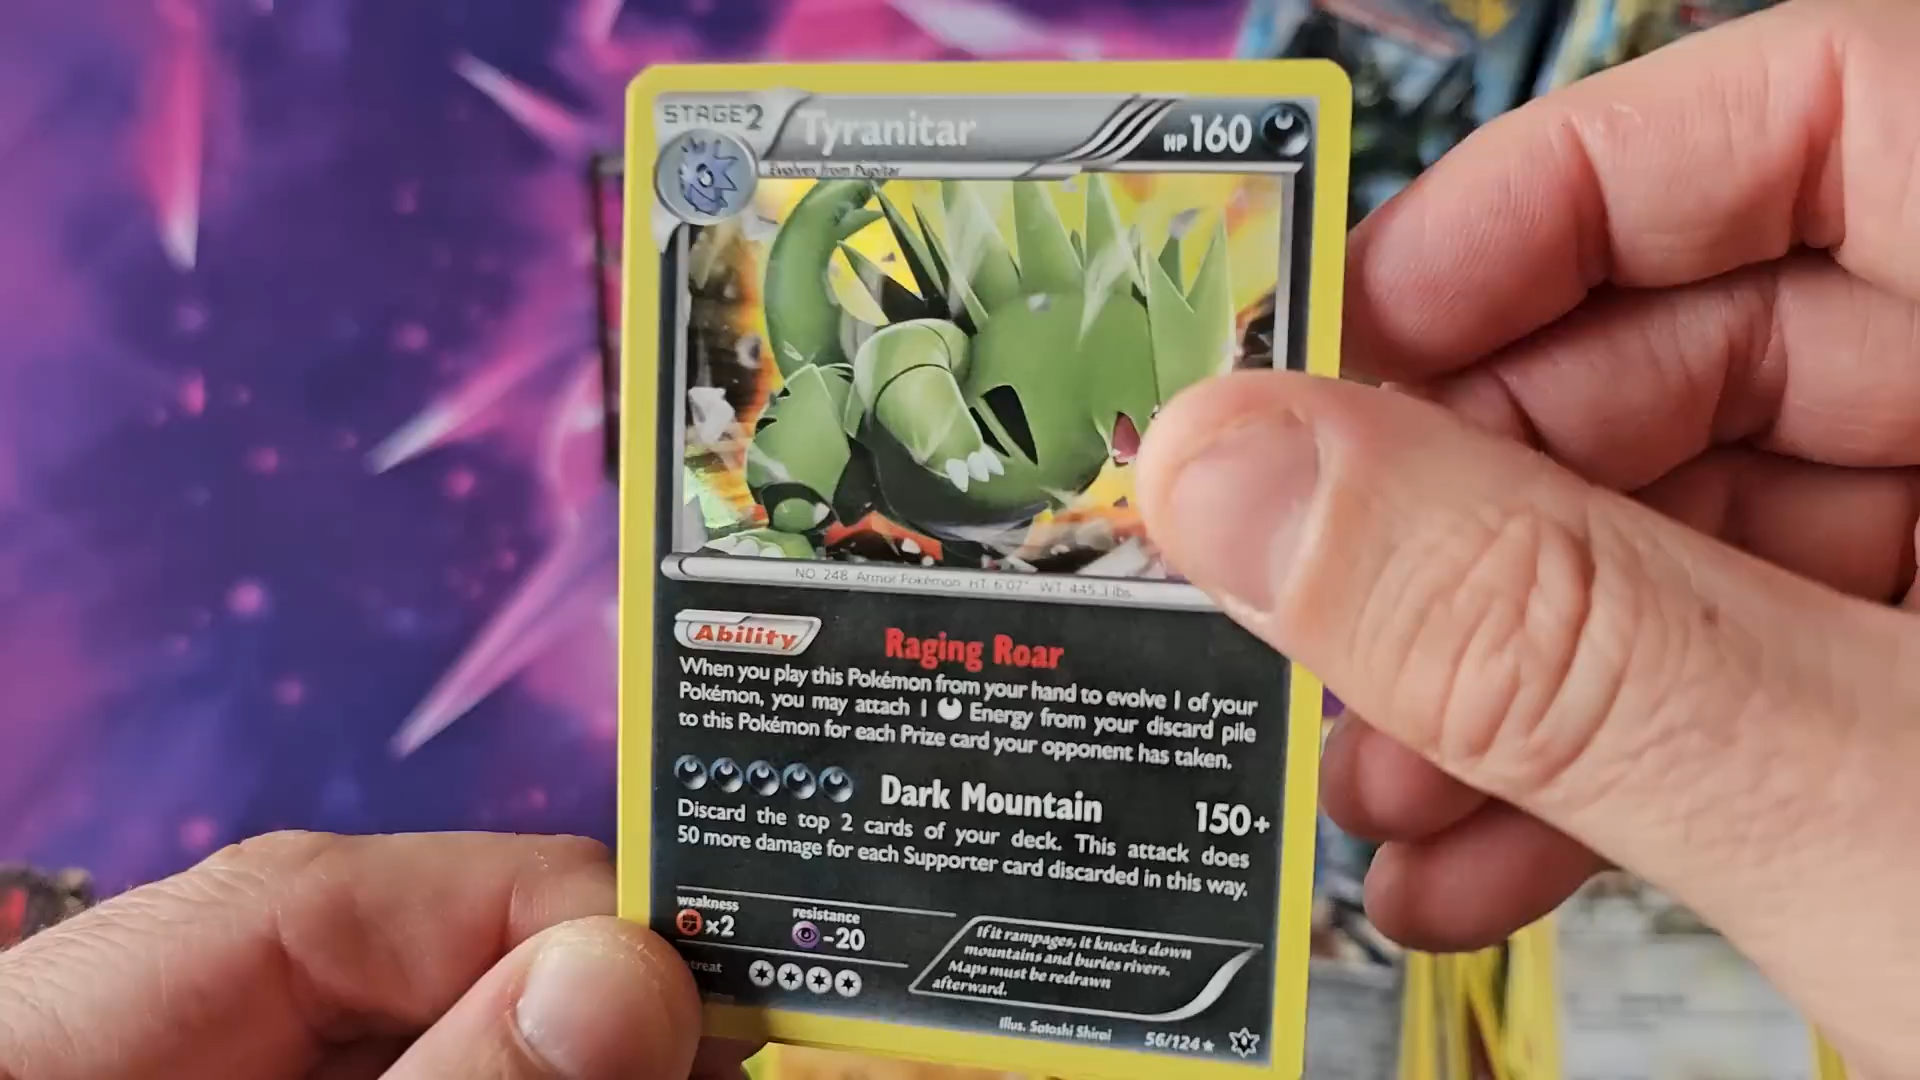 STAGE2 Tyranitar HP160
Evolves from Pupitar
NO. 248 Armor Pokémon HT: 6'07" WT: 445.3 lbs.
Ability Raging Roar
When you play this Pokémon from your hand to evolve 1 of your
Pokémon, you may attach 1 Energy from your discard pile
to this Pokémon for each Prize card your opponent has taken.
Dark Mountain 150+
Discard the top 2 cards of your deck. This attack does
50 more damage for each Supporter card discarded in this way.
weakness resistance
x2 -20
treat
If it rampages, it knocks down
mountains and buries rivers.
Maps must be redrawn
afterward.
Illus. Satoshi Shirai 56/124